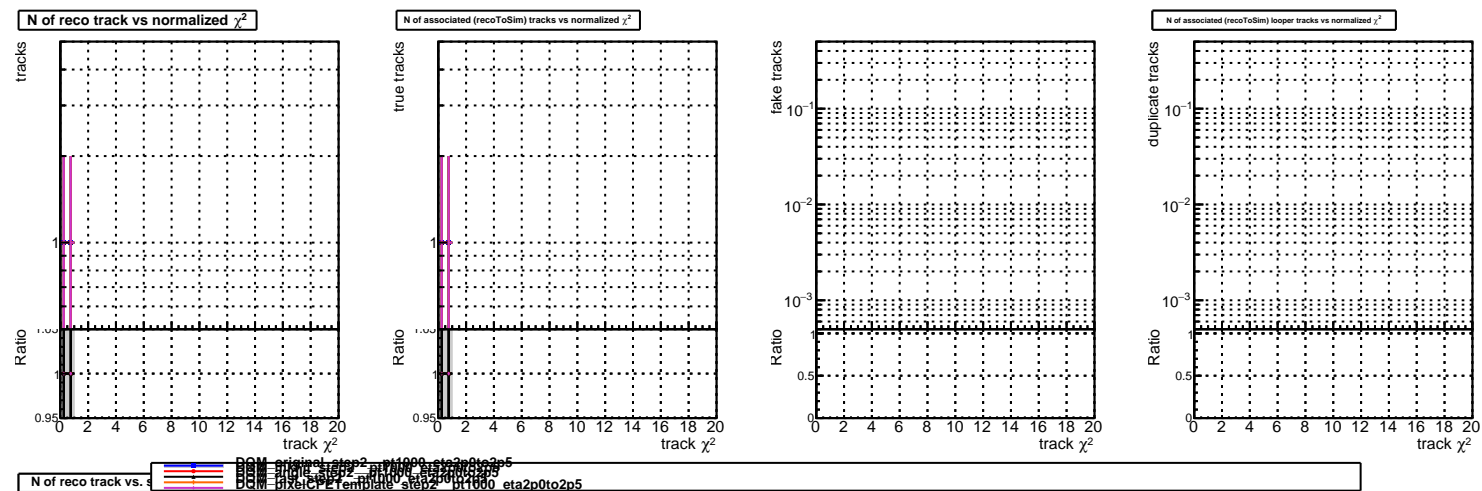 N of reco track vs normalized χ²
N of associated (recoToSim) tracks vs normalized χ²
N of associated (recoToSim) looper tracks vs normalized χ²
tracks
1
Ratio
1.05
1
0.95
0 2 4 6 8 10 12 14 16 18 20
track χ²
true tracks
1
Ratio
1.05
1
0.95
0 2 4 6 8 10 12 14 16 18 20
track χ²
fake tracks
10⁻¹
10⁻²
10⁻³
Ratio
1
0.5
0
0 2 4 6 8 10 12 14 16 18 20
track χ²
duplicate tracks
10⁻¹
10⁻²
10⁻³
Ratio
1
0.5
0
0 2 4 6 8 10 12 14 16 18 20
track χ²
N of reco track vs. s
DQM_original_step2__pt1000_eta2p0to2p5
DQM_angle_step2__pt1000_eta2p0to2p5
DQM_pixelCPETemplate_step2__pt1000_eta2p0to2p5